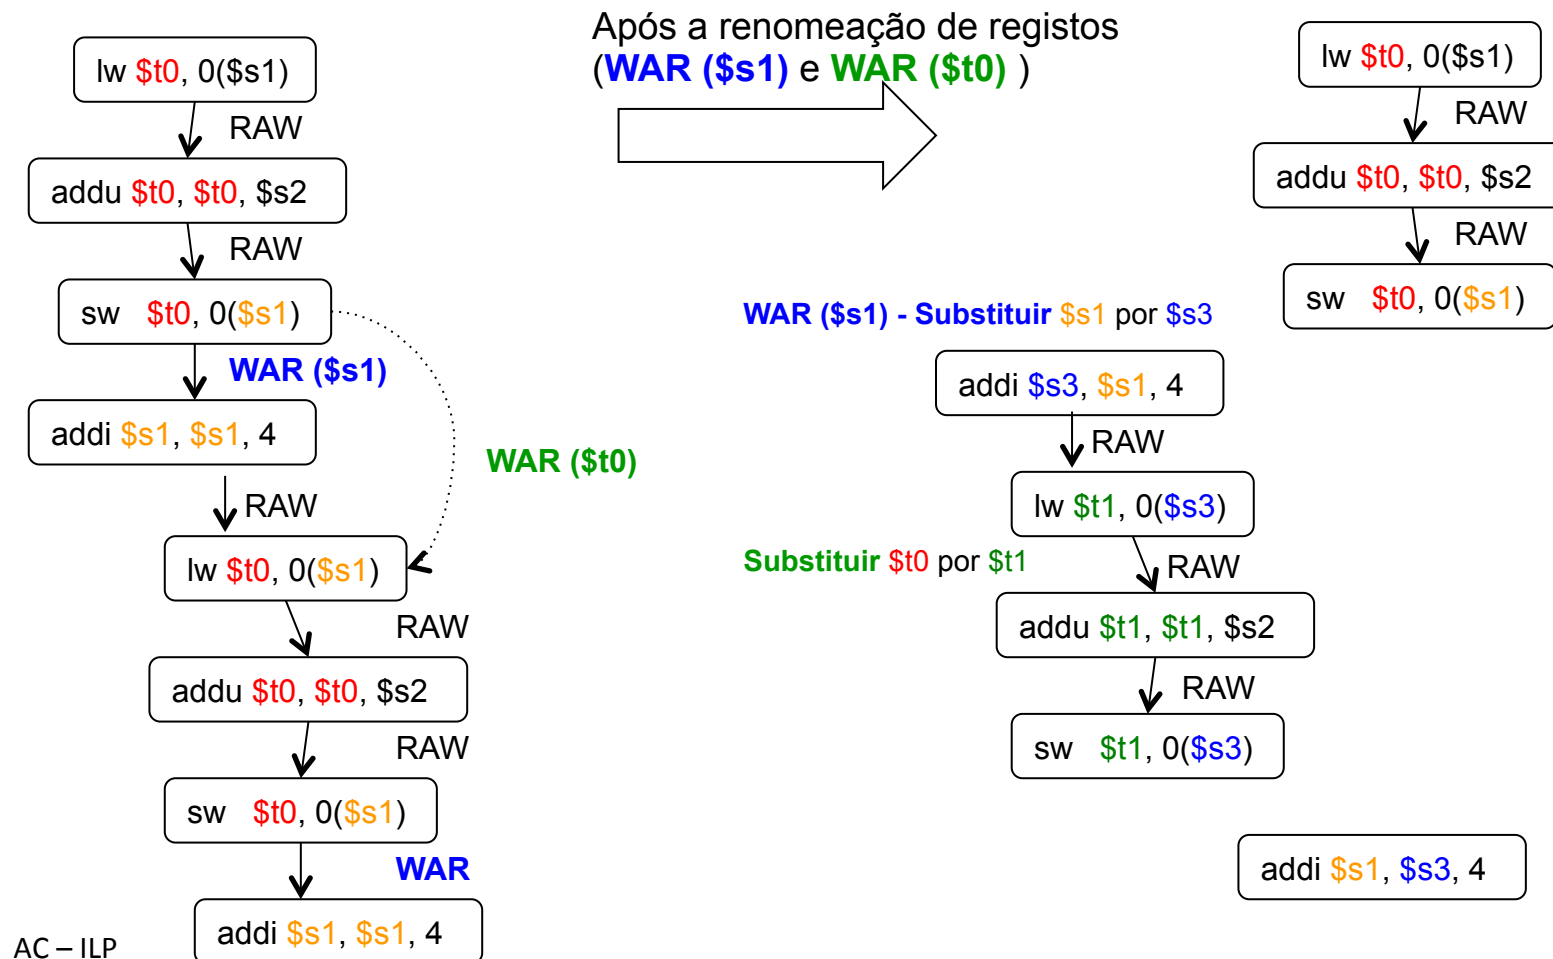 Após a renomeação de registos
(WAR ($s1) e WAR ($t0) )
lw $t0, 0($s1)
RAW
addu $t0, $t0, $s2
RAW
sw $t0, 0($s1)
WAR ($s1)
addi $s1, $s1, 4
WAR ($t0)
RAW
lw $t0, 0($s1)
RAW
addu $t0, $t0, $s2
RAW
sw $t0, 0($s1)
WAR
addi $s1, $s1, 4
AC – ILP
WAR ($s1) - Substituir $s1 por $s3
addi $s3, $s1, 4
RAW
lw $t1, 0($s3)
Substituir $t0 por $t1
RAW
addu $t1, $t1, $s2
RAW
sw $t1, 0($s3)
lw $t0, 0($s1)
RAW
addu $t0, $t0, $s2
RAW
sw $t0, 0($s1)
addi $s1, $s3, 4